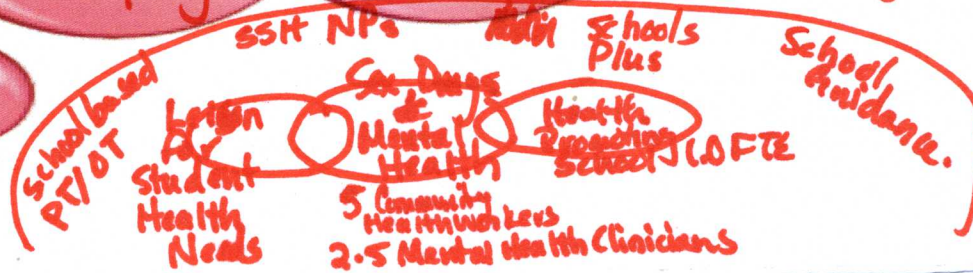 SSH NPs
Schools
Plus
School
Guidance.
School based
PT/OT
Liason
For
Student
Health
Needs
Sex Drugs
&
Mental
Health
5 Community
Health Workers
2.5 Mental Health Clinicians
Health
Promoting
School 1.0 FTE